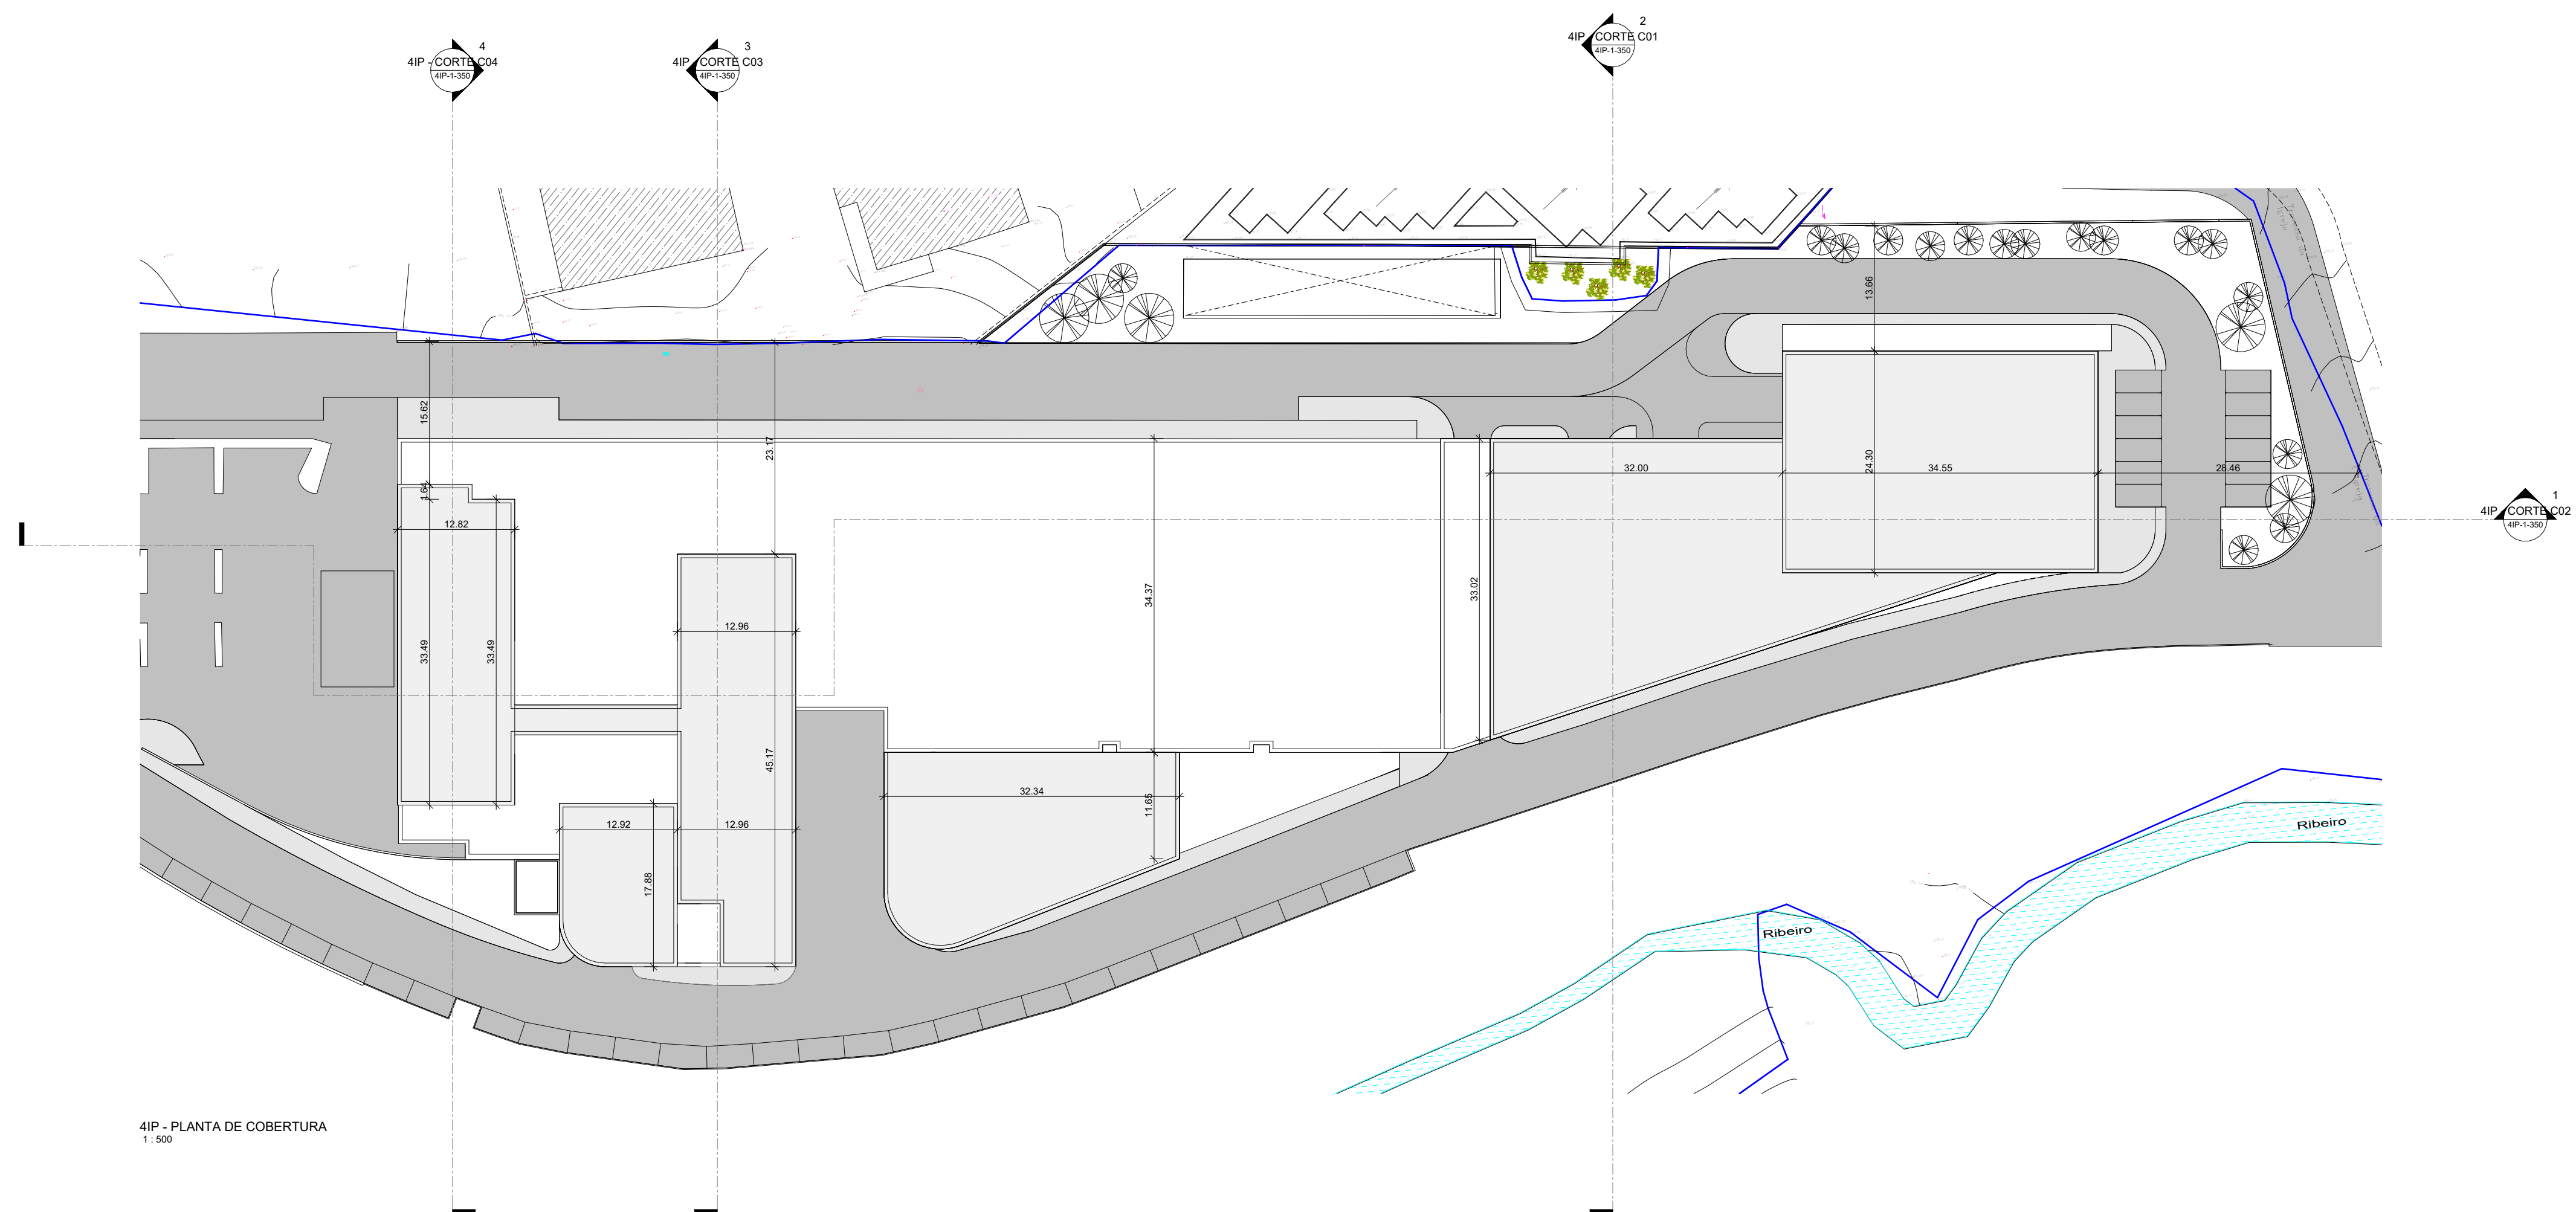 2
4IP - CORTE C01
4IP-1-350
4
4IP - CORTE C04
4IP-1-350
3
4IP - CORTE C03
4IP-1-350
13.66
15.62
23.17
1.64
12.82
32.00
24.30
34.55
28.46
1
4IP - CORTE C02
4IP-1-350
34.37
33.02
33.49
33.49
12.96
45.17
32.34
11.65
12.92
12.96
17.88
Ribeiro
Ribeiro
4IP - PLANTA DE COBERTURA
1 : 500